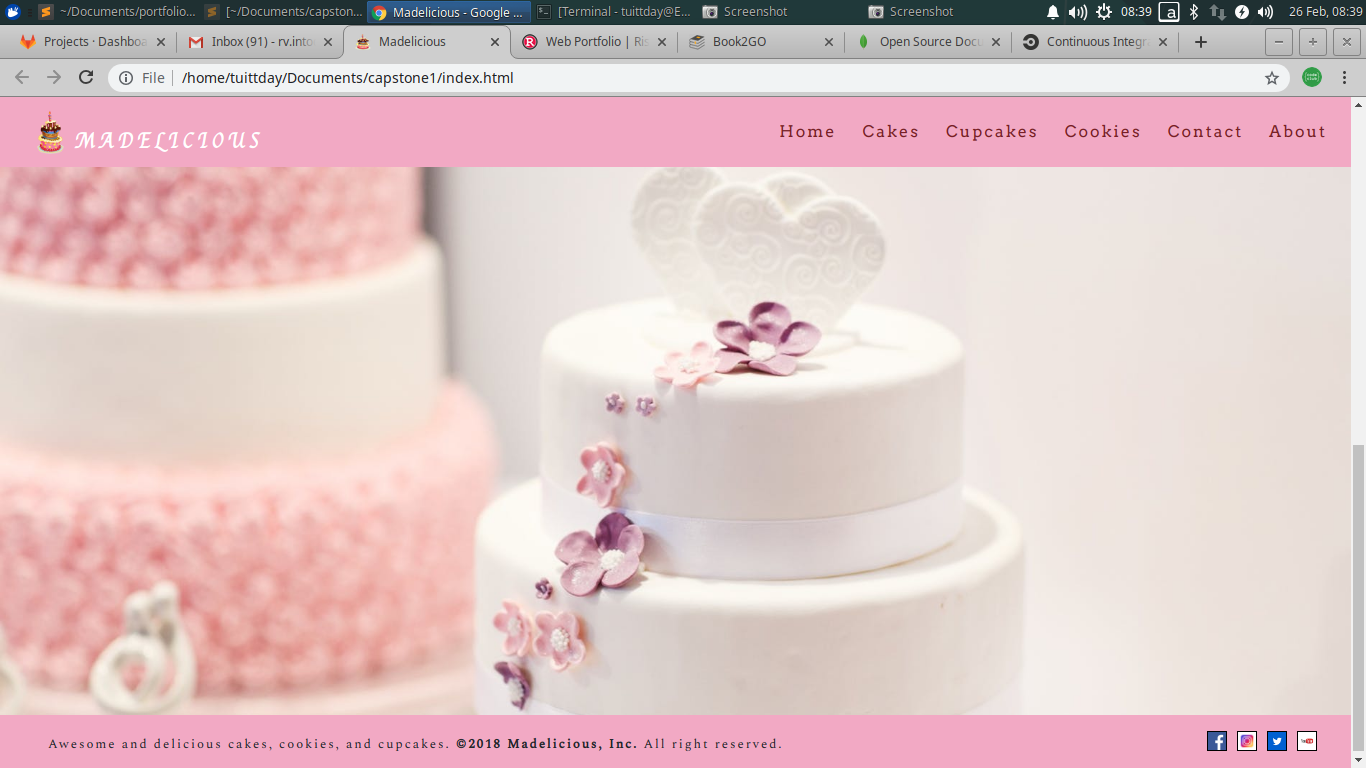 ~/Documents/portfolio... [~/Documents/capston... Madelicious - Google ... [Terminal - tuittday@E... Screenshot Screenshot 08:39 a 26 Feb, 08:39
Projects · Dashboa Inbox (91) - rv.into Madelicious Web Portfolio | Ris Book2GO Open Source Docu Continuous Integra
File /home/tuittday/Documents/capstone1/index.html
MADELICIOUS Home Cakes Cupcakes Cookies Contact About
Awesome and delicious cakes, cookies, and cupcakes. ©2018 Madelicious, Inc. All right reserved.